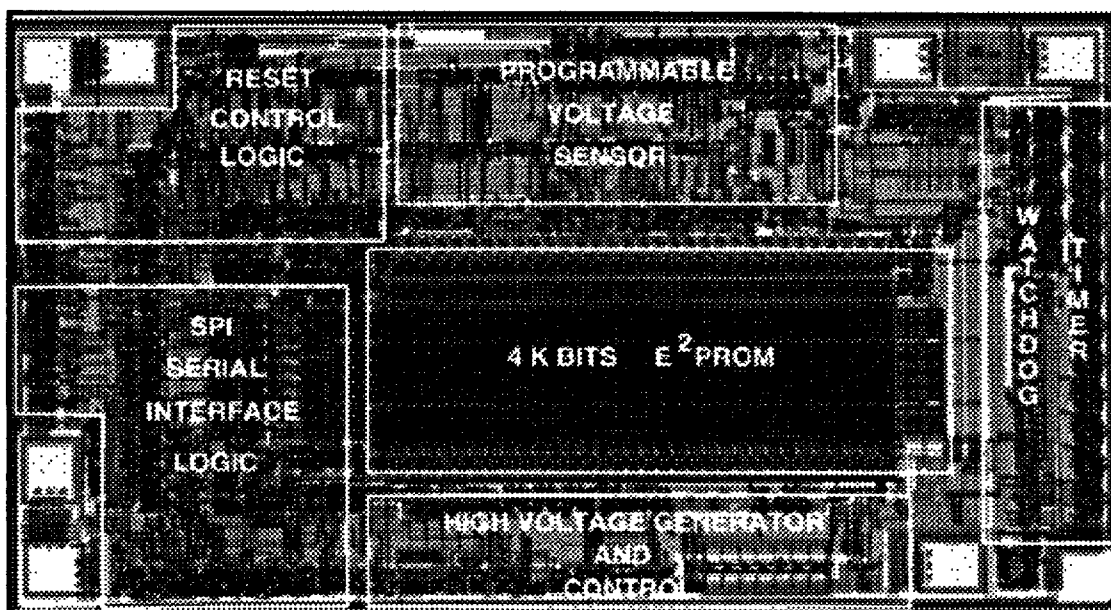 RESET
CONTROL
LOGIC
PROGRAMMABLE
VOLTAGE
SENSOR
WATCHDOG
TIMER
SPI
SERIAL
INTERFACE
LOGIC
4 K BITS E²PROM
HIGH VOLTAGE GENERATOR
AND
CONTROL